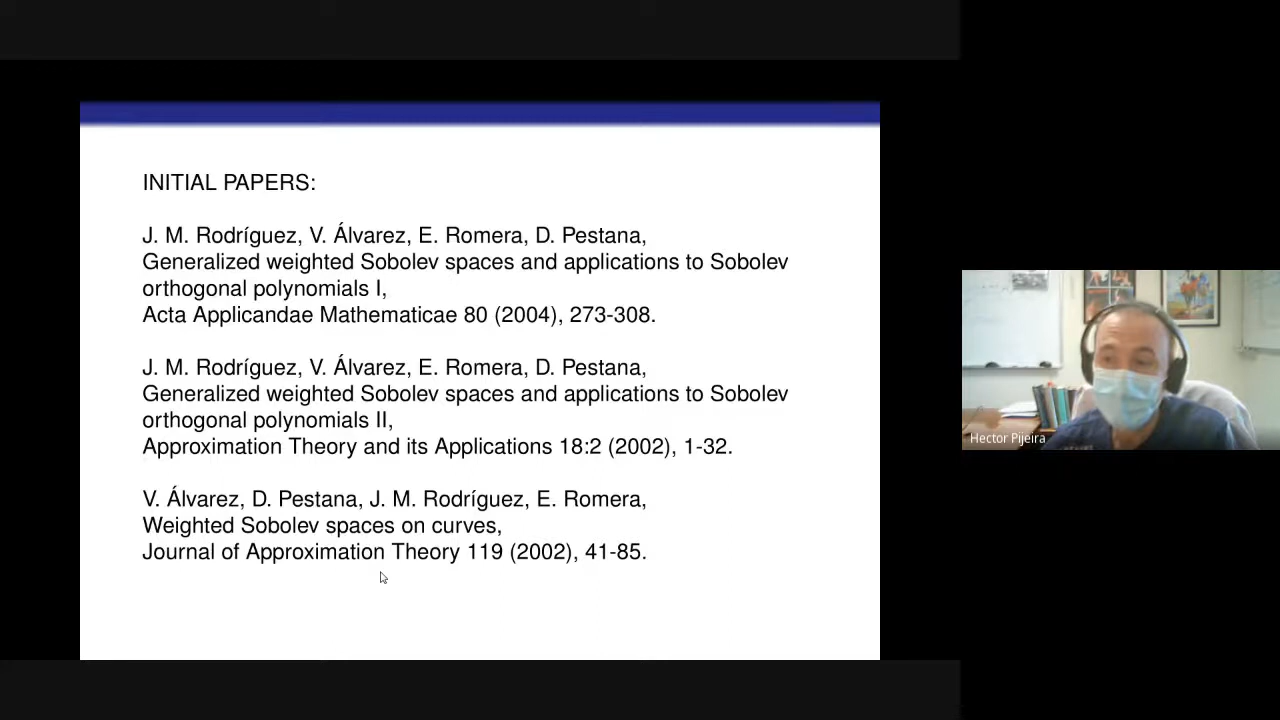 INITIAL PAPERS:
J. M. Rodríguez, V. Álvarez, E. Romera, D. Pestana,
Generalized weighted Sobolev spaces and applications to Sobolev
orthogonal polynomials I,
Acta Applicandae Mathematicae 80 (2004), 273-308.
J. M. Rodríguez, V. Álvarez, E. Romera, D. Pestana,
Generalized weighted Sobolev spaces and applications to Sobolev
orthogonal polynomials II,
Approximation Theory and its Applications 18:2 (2002), 1-32.
V. Álvarez, D. Pestana, J. M. Rodríguez, E. Romera,
Weighted Sobolev spaces on curves,
Journal of Approximation Theory 119 (2002), 41-85.
Hector Pijeira